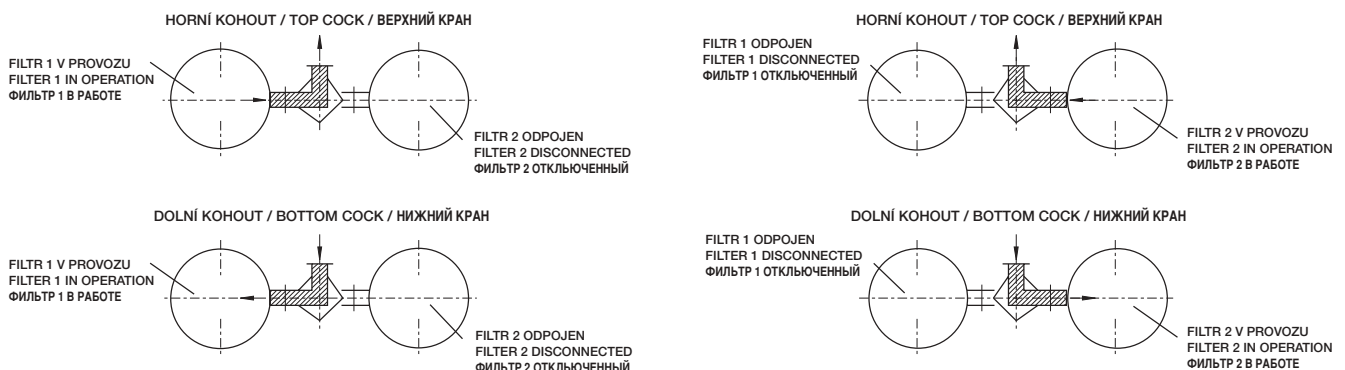 HORNÍ KOHOUT / TOP COCK / ВЕРХНИЙ КРАН
FILTR 1 V PROVOZU
FILTER 1 IN OPERATION
ФИЛЬТР 1 В РАБОТЕ
FILTR 2 ODPOJEN
FILTER 2 DISCONNECTED
ФИЛЬТР 2 ОТКЛЬЮЧЕННЫЙ
HORNÍ KOHOUT / TOP COCK / ВЕРХНИЙ КРАН
FILTR 1 ODPOJEN
FILTER 1 DISCONNECTED
ФИЛЬТР 1 ОТКЛЬЮЧЕННЫЙ
FILTR 2 V PROVOZU
FILTER 2 IN OPERATION
ФИЛЬТР 2 В РАБОТЕ
DOLNÍ KOHOUT / BOTTOM COCK / НИЖНИЙ КРАН
FILTR 1 V PROVOZU
FILTER 1 IN OPERATION
ФИЛЬТР 1 В РАБОТЕ
FILTR 2 ODPOJEN
FILTER 2 DISCONNECTED
ФИЛЬТР 2 ОТКЛЬЮЧЕННЫЙ
DOLNÍ KOHOUT / BOTTOM COCK / НИЖНИЙ КРАН
FILTR 1 ODPOJEN
FILTER 1 DISCONNECTED
ФИЛЬТР 1 ОТКЛЬЮЧЕННЫЙ
FILTR 2 V PROVOZU
FILTER 2 IN OPERATION
ФИЛЬТР 2 В РАБОТЕ